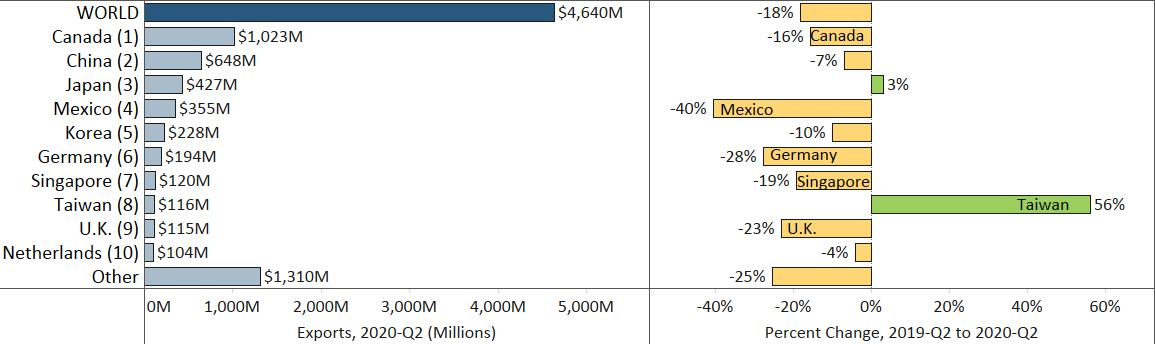 WORLD $4,640M -18%
Canada (1) $1,023M -16% Canada
China (2) $648M -7%
Japan (3) $427M 3%
Mexico (4) $355M -40% Mexico
Korea (5) $228M -10%
Germany (6) $194M -28% Germany
Singapore (7) $120M -19% Singapore
Taiwan (8) $116M Taiwan 56%
U.K. (9) $115M -23% U.K.
Netherlands (10) $104M -4%
Other $1,310M -25%
0M 1,000M 2,000M 3,000M 4,000M 5,000M -40% -20% 0% 20% 40% 60%
Exports, 2020-Q2 (Millions) Percent Change, 2019-Q2 to 2020-Q2